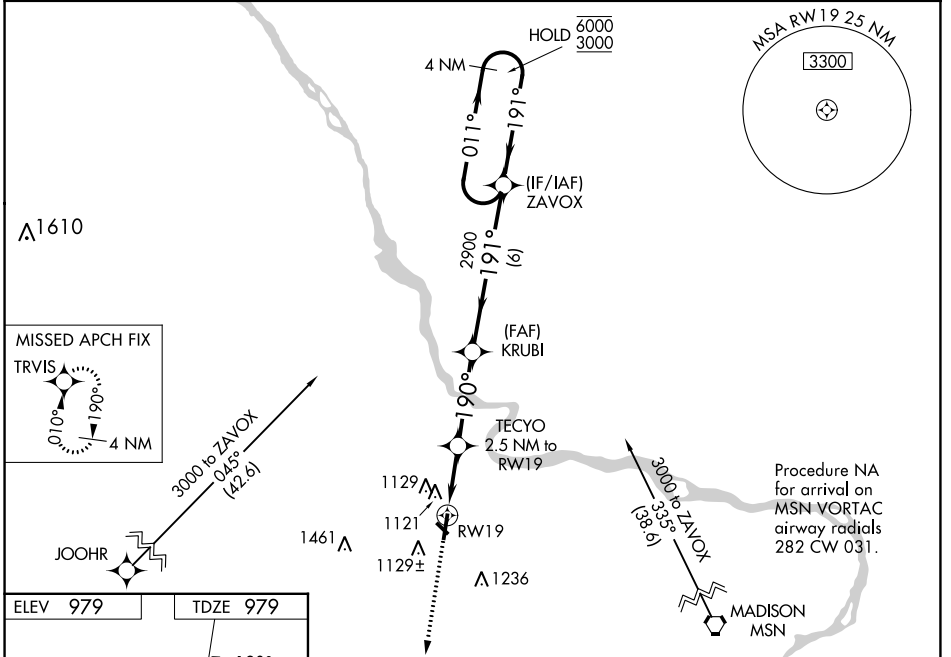 MSA RW19 25 NM
3300
HOLD 6000
3000
4 NM
011°
191°
(IF/IAF)
ZAVOX
2900
191°
(6)
1610
(FAF)
KRUBI
190°
MISSED APCH FIX
TRVIS
010°
190°
4 NM
TECYO
2.5 NM to
RW19
3000 to ZAVOX
045°
(42.6)
3000 to ZAVOX
335°
(38.6)
Procedure NA
for arrival on
MSN VORTAC
airway radials
282 CW 031.
1129
1121
RW19
1461
1129±
1236
JOOHR
MADISON
MSN
ELEV 979
TDZE 979